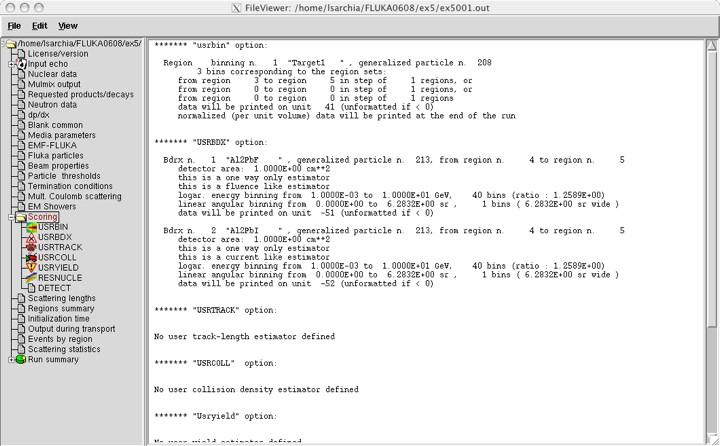 FileViewer: /home/lsarchia/FLUKA0608/ex5/ex5001.out
File Edit View
/home/lsarchia/FLUKA0608/ex5/
License/version
Input echo
Nuclear data
Mulmix output
Requested products/decays
Neutron data
dp/dx
Blank common
Media parameters
EMF-FLUKA
Fluka particles
Beam properties
Particle thresholds
Termination conditions
Mult. Coulomb scattering
EM Showers
Scoring
USRBIN
USRBDX
USRTRACK
USRCOLL
USRYIELD
RESNUCLE
DETECT
Scattering lengths
Regions summary
Initialization time
Output during transport
Events by region
Scattering statistics
Run summary
******* "usrbin" option:
Region binning n. 1 "Target1 " , generalized particle n. 208
3 bins corresponding to the region sets:
from region 3 to region 5 in step of 1 regions, or
from region 0 to region 0 in step of 1 regions, or
from region 0 to region 0 in step of 1 regions
data will be printed on unit 41 (unformatted if < 0)
normalized (per unit volume) data will be printed at the end of the run
******* "USRBDX" option:
Bdrx n. 1 "Al2PbF " , generalized particle n. 213, from region n. 4 to region n. 5
detector area: 1.0000E+00 cm**2
this is a one way only estimator
this is a fluence like estimator
logar. energy binning from 1.0000E-03 to 1.0000E+01 GeV, 40 bins (ratio : 1.2589E+00)
linear angular binning from 0.0000E+00 to 6.2832E+00 sr , 1 bins ( 6.2832E+00 sr wide )
data will be printed on unit -51 (unformatted if < 0)
Bdrx n. 2 "Al2PbI " , generalized particle n. 213, from region n. 4 to region n. 5
detector area: 1.0000E+00 cm**2
this is a one way only estimator
this is a current like estimator
logar. energy binning from 1.0000E-03 to 1.0000E+01 GeV, 40 bins (ratio : 1.2589E+00)
linear angular binning from 0.0000E+00 to 6.2832E+00 sr , 1 bins ( 6.2832E+00 sr wide )
data will be printed on unit -52 (unformatted if < 0)
******* "USRTRACK" option:
No user track-length estimator defined
******* "USRCOLL" option:
No user collision density estimator defined
******* "Usryield" option:
No user yield estimator defined